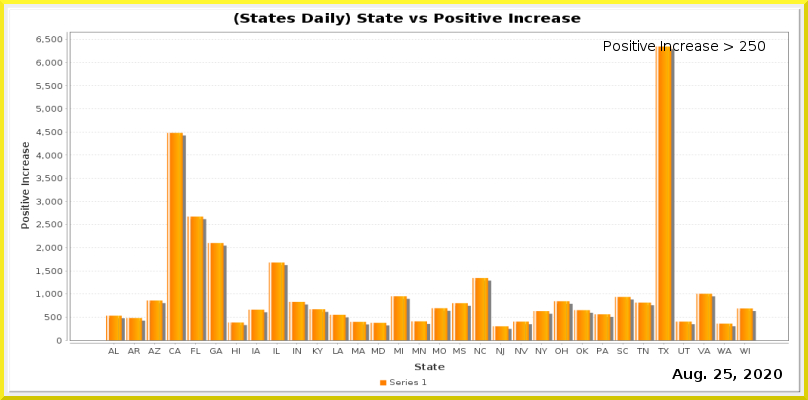 (States Daily) State vs Positive Increase
Positive Increase > 250
Positive Increase
6,500
6,000
5,500
5,000
4,500
4,000
3,500
3,000
2,500
2,000
1,500
1,000
500
0
AL AR AZ CA FL GA HI IA IL IN KY LA MA MD MI MN MO MS NC NJ NV NY OH OK PA SC TN TX UT VA WA WI
State
Aug. 25, 2020
Series 1